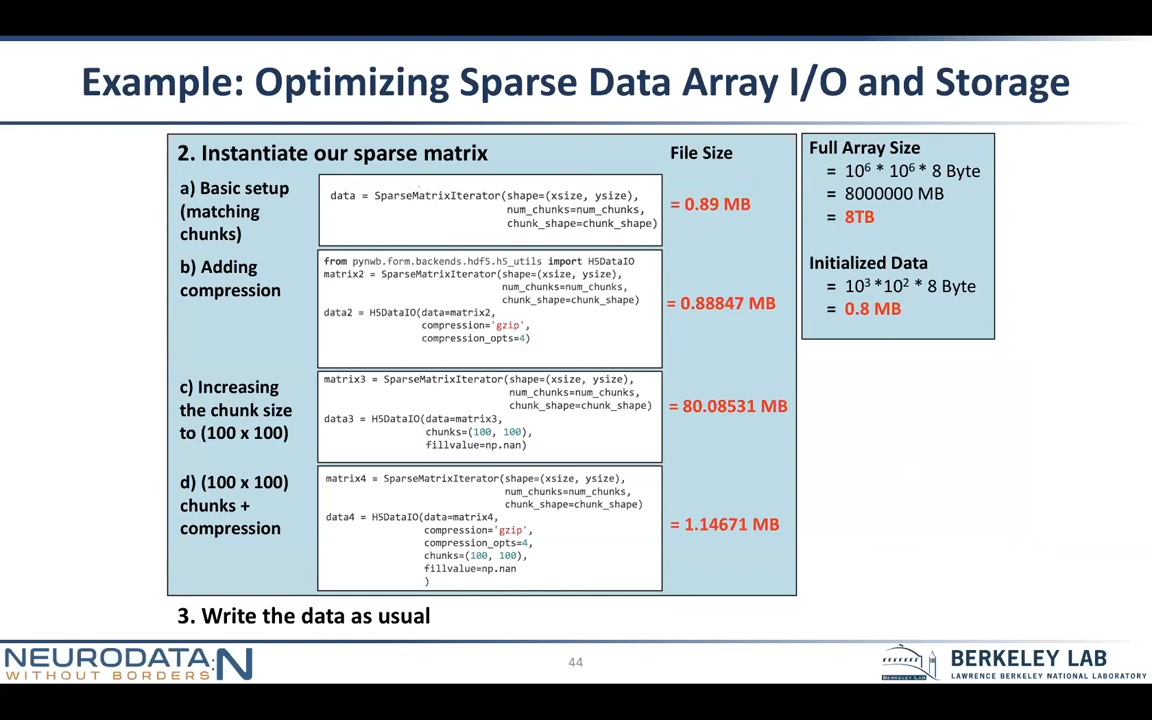 Example: Optimizing Sparse Data Array I/O and Storage
2. Instantiate our sparse matrix
File Size
a) Basic setup
(matching
chunks)
data = SparseMatrixIterator(shape=(xsize, ysize),
num_chunks=num_chunks,
chunk_shape=chunk_shape)
= 0.89 MB
b) Adding
compression
from pynwb.form.backends.hdf5.h5_utils import H5DataIO
matrix2 = SparseMatrixIterator(shape=(xsize, ysize),
num_chunks=num_chunks,
chunk_shape=chunk_shape)
data2 = H5DataIO(data=matrix2,
compression='gzip',
compression_opts=4)
= 0.88847 MB
c) Increasing
the chunk size
to (100 x 100)
matrix3 = SparseMatrixIterator(shape=(xsize, ysize),
num_chunks=num_chunks,
chunk_shape=chunk_shape)
data3 = H5DataIO(data=matrix3,
chunks=(100, 100),
fillvalue=np.nan)
= 80.08531 MB
d) (100 x 100)
chunks +
compression
matrix4 = SparseMatrixIterator(shape=(xsize, ysize),
num_chunks=num_chunks,
chunk_shape=chunk_shape)
data4 = H5DataIO(data=matrix4,
compression='gzip',
compression_opts=4,
chunks=(100, 100),
fillvalue=np.nan
)
= 1.14671 MB
Full Array Size
= 10⁶ * 10⁶ * 8 Byte
= 8000000 MB
= 8TB
Initialized Data
= 10³ *10² * 8 Byte
= 0.8 MB
3. Write the data as usual
NEURODATA:N
WITHOUT BORDERS
44
BERKELEY LAB
LAWRENCE BERKELEY NATIONAL LABORATORY